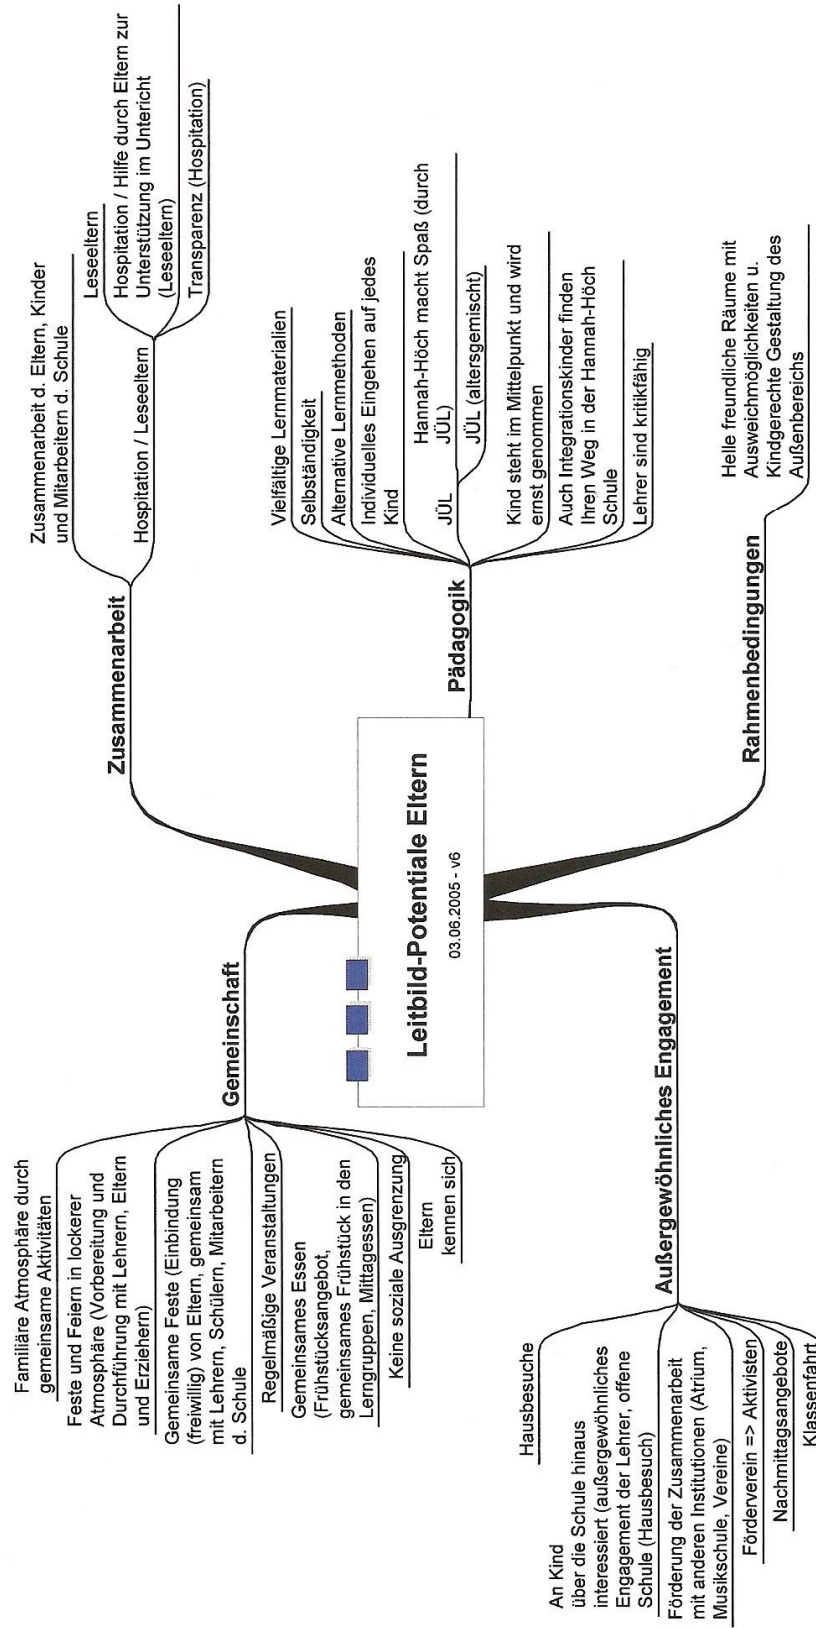 Leitbild-Potentiale Eltern
03.06.2005 - v6
Gemeinschaft
Familiäre Atmosphäre durch
gemeinsame Aktivitäten
Feste und Feiern in lockerer
Atmosphäre (Vorbereitung und
Durchführung mit Lehrern, Eltern
und Erziehern)
Gemeinsame Feste (Einbindung
(freiwillig) von Eltern, gemeinsam
mit Lehrern, Schülern, Mitarbeitern
d. Schule
Regelmäßige Veranstaltungen
Gemeinsames Essen
(Frühstücksangebot,
gemeinsames Frühstück in den
Lerngruppen, Mittagessen)
Keine soziale Ausgrenzung
Eltern
kennen sich
Außergewöhnliches Engagement
Hausbesuche
An Kind
über die Schule hinaus
interessiert (außergewöhnliches
Engagement der Lehrer, offene
Schule (Hausbesuch)
Förderung der Zusammenarbeit
mit anderen Institutionen (Atrium,
Musikschule, Vereine)
Förderverein => Aktivisten
Nachmittagsangebote
Klassenfahrt
Zusammenarbeit
Zusammenarbeit d. Eltern, Kinder
und Mitarbeitern d. Schule
Hospitation / Leseeltern
Leseeltern
Hospitation / Hilfe durch Eltern zur
Unterstützung im Untericht
(Leseeltern)
Transparenz (Hospitation)
Pädagogik
Vielfältige Lernmaterialien
Selbständigkeit
Alternative Lernmethoden
Individuelles Eingehen auf jedes
Kind
JÜL
Hannah-Höch macht Spaß (durch
JÜL)
JÜL (altersgemischt)
Kind steht im Mittelpunkt und wird
ernst genommen
Auch Integrationskinder finden
Ihren Weg in der Hannah-Höch
Schule
Lehrer sind kritikfähig
Rahmenbedingungen
Helle freundliche Räume mit
Ausweichmöglichkeiten u.
Kindgerechte Gestaltung des
Außenbereichs